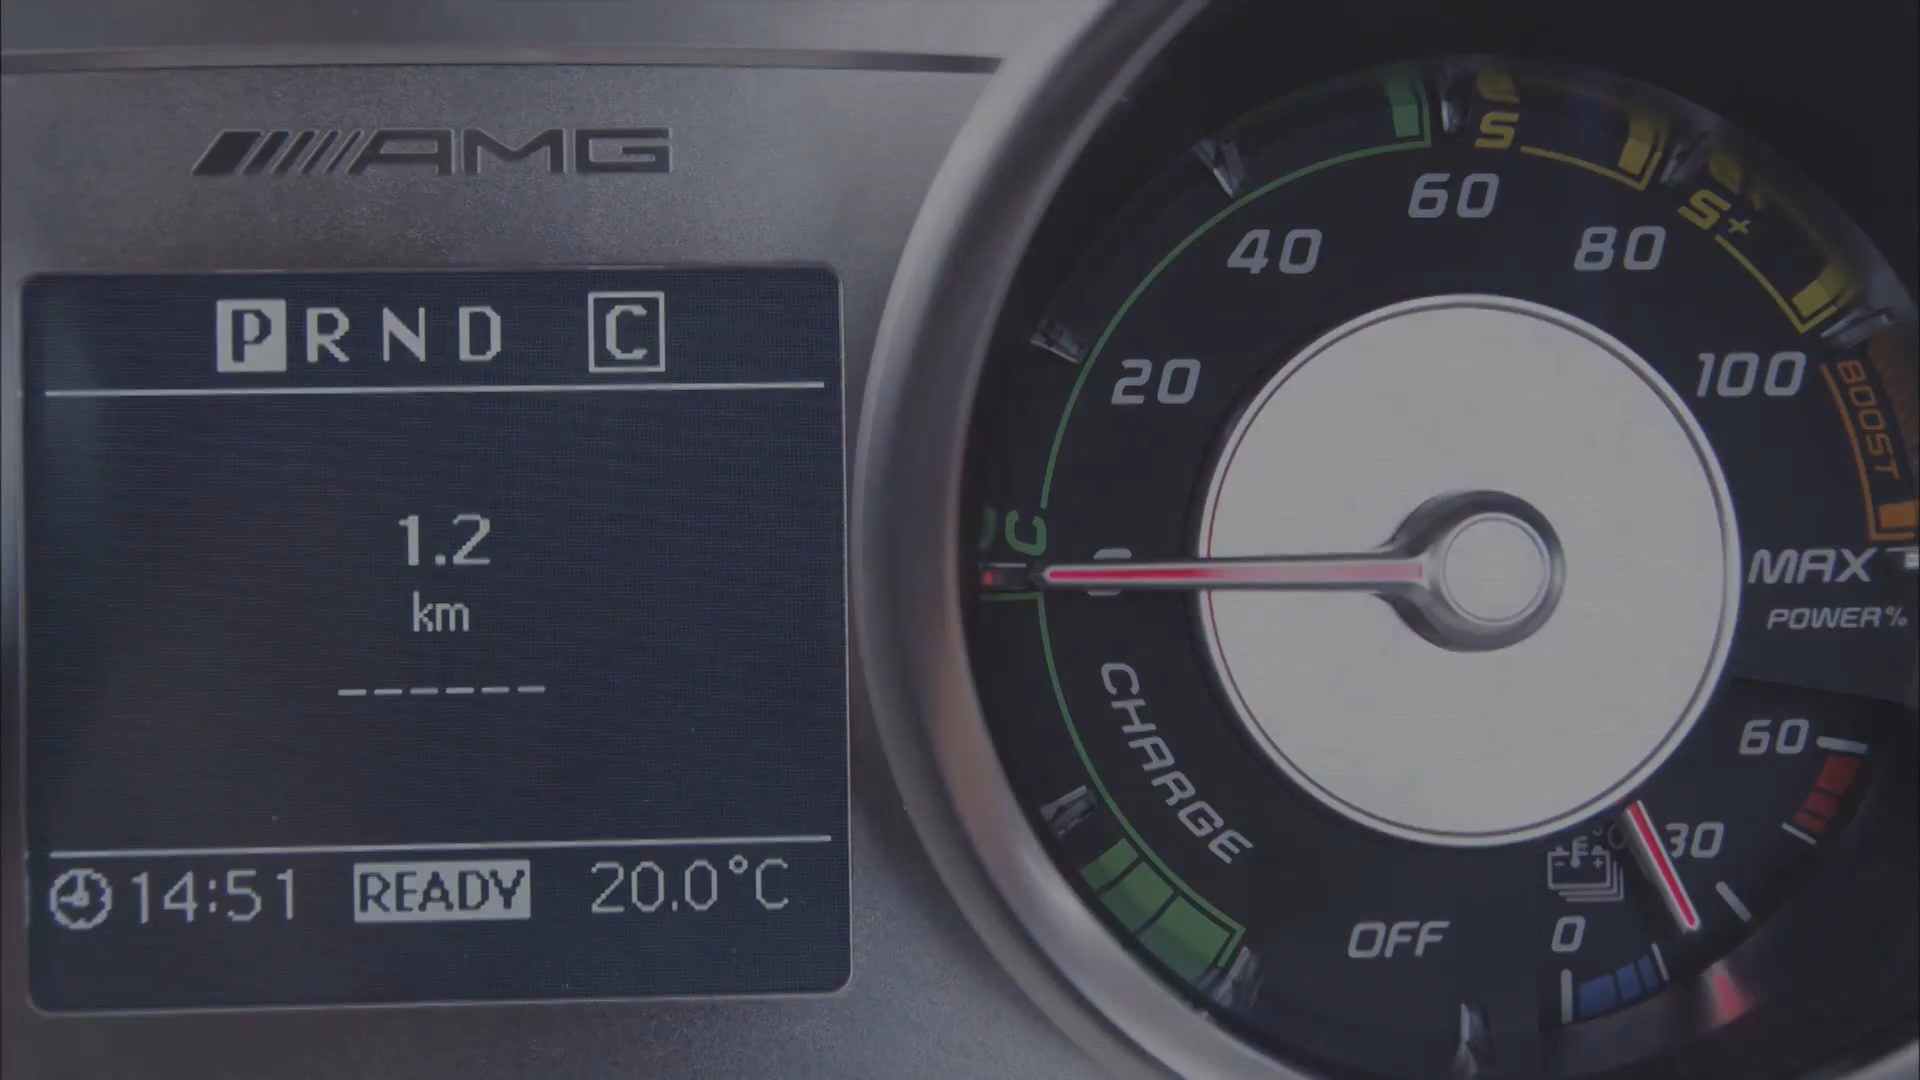 AMG
P R N D C
1.2
km
------
14:51 READY 20.0°C
S
S+
60
40
80
20
100
BOOST
C
0
MAX
POWER%
CHARGE
60
30
°C
OFF
0